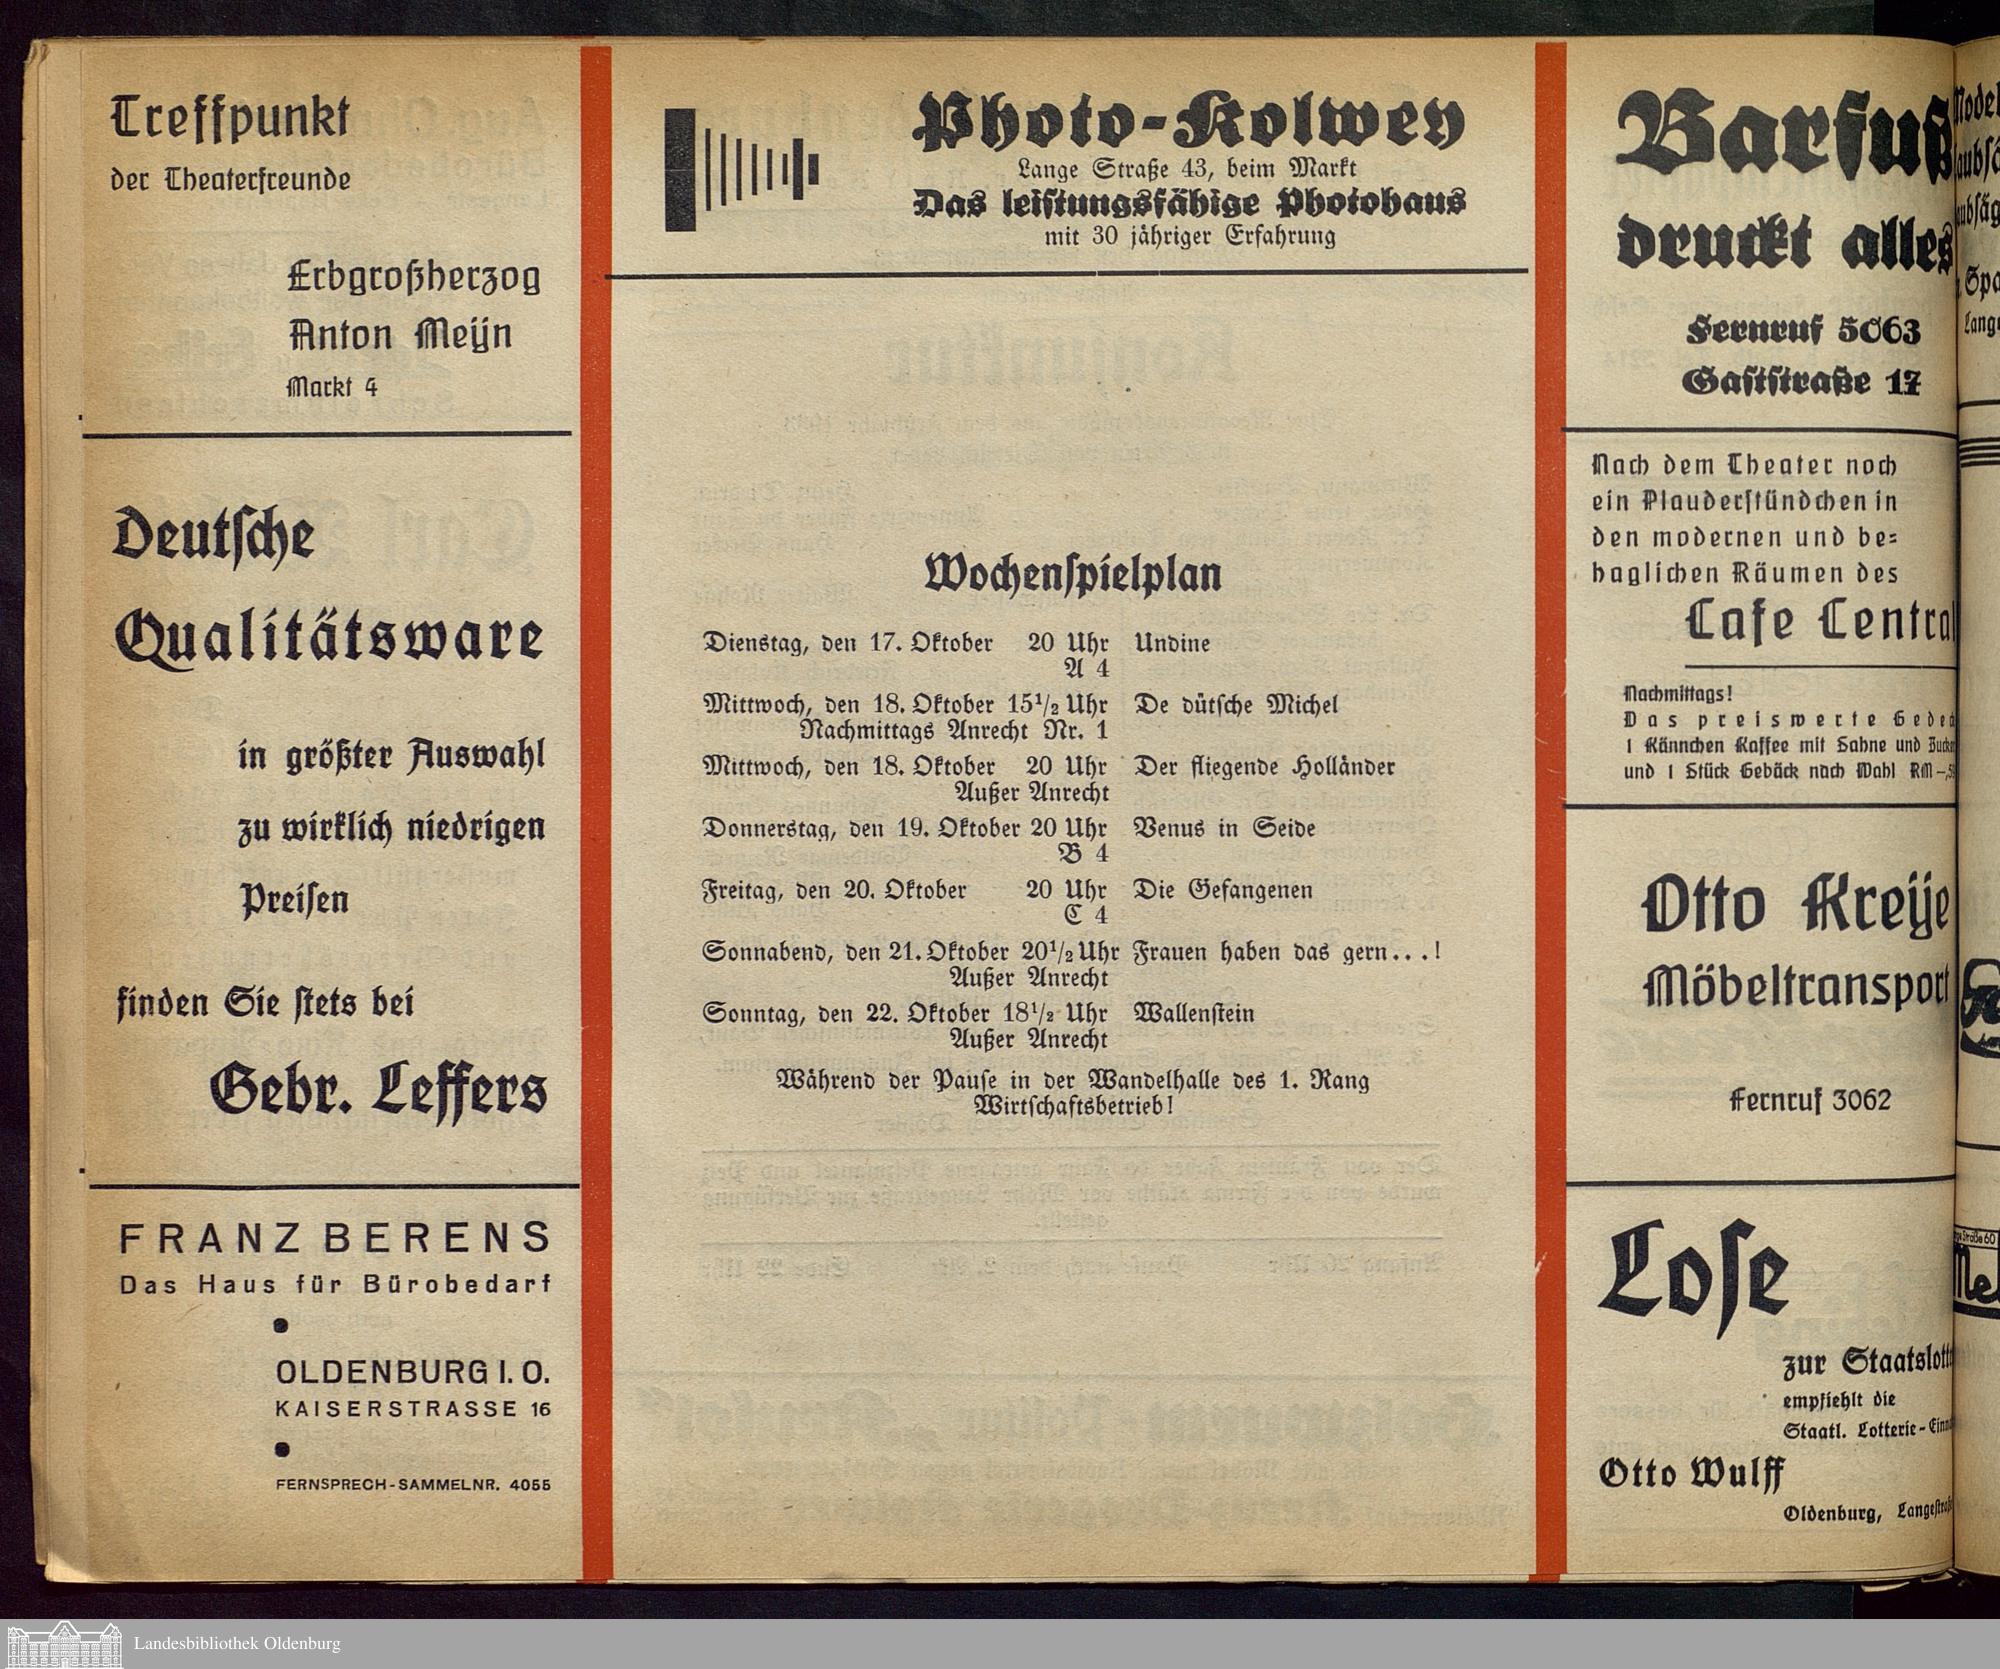 Treffpunkt
der Theaterfreunde
Erbgroßherzog
Anton Meijn
Markt 4
Deutsche
Qualitätsware
in größter Auswahl
zu wirklich niedrigen
Preisen
finden Sie stets bei
Gebr. Leffers
FRANZ BERENS
Das Haus für Bürobedarf
OLDENBURG I. O.
KAISERSTRASSE 16
FERNSPRECH-SAMMELNR. 4055
Photo-Kolwey
Lange Straße 43, beim Markt
Das leistungsfähige Photohaus
mit 30 jähriger Erfahrung
Wochenspielplan
Dienstag, den 17. Oktober 20 Uhr Undine
A 4
Mittwoch, den 18. Oktober 15½ Uhr De dütsche Michel
Nachmittags Anrecht Nr. 1
Mittwoch, den 18. Oktober 20 Uhr Der fliegende Holländer
Außer Anrecht
Donnerstag, den 19. Oktober 20 Uhr Venus in Seide
B 4
Freitag, den 20. Oktober 20 Uhr Die Gefangenen
C 4
Sonnabend, den 21. Oktober 20½ Uhr Frauen haben das gern...!
Außer Anrecht
Sonntag, den 22. Oktober 18½ Uhr Wallenstein
Außer Anrecht
Während der Pause in der Wandelhalle des 1. Rang
Wirtschaftsbetrieb!
Barfuß
druckt alles
Fernruf 5063
Gaststraße 17
Nach dem Theater noch
ein Plauderstündchen in
den modernen und be-
haglichen Räumen des
Cafe Central
Nachmittags!
Das preiswerte
1 Kännchen Kaffee mit Sahne und
und 1 Stück Gebäck nach Wahl RM
Otto Kreije
Möbeltransport
Fernruf 3062
Lose
zur
empfiehlt die
Staatl. Lotterie-
Otto Wulff
Oldenburg,
Landesbibliothek Oldenburg